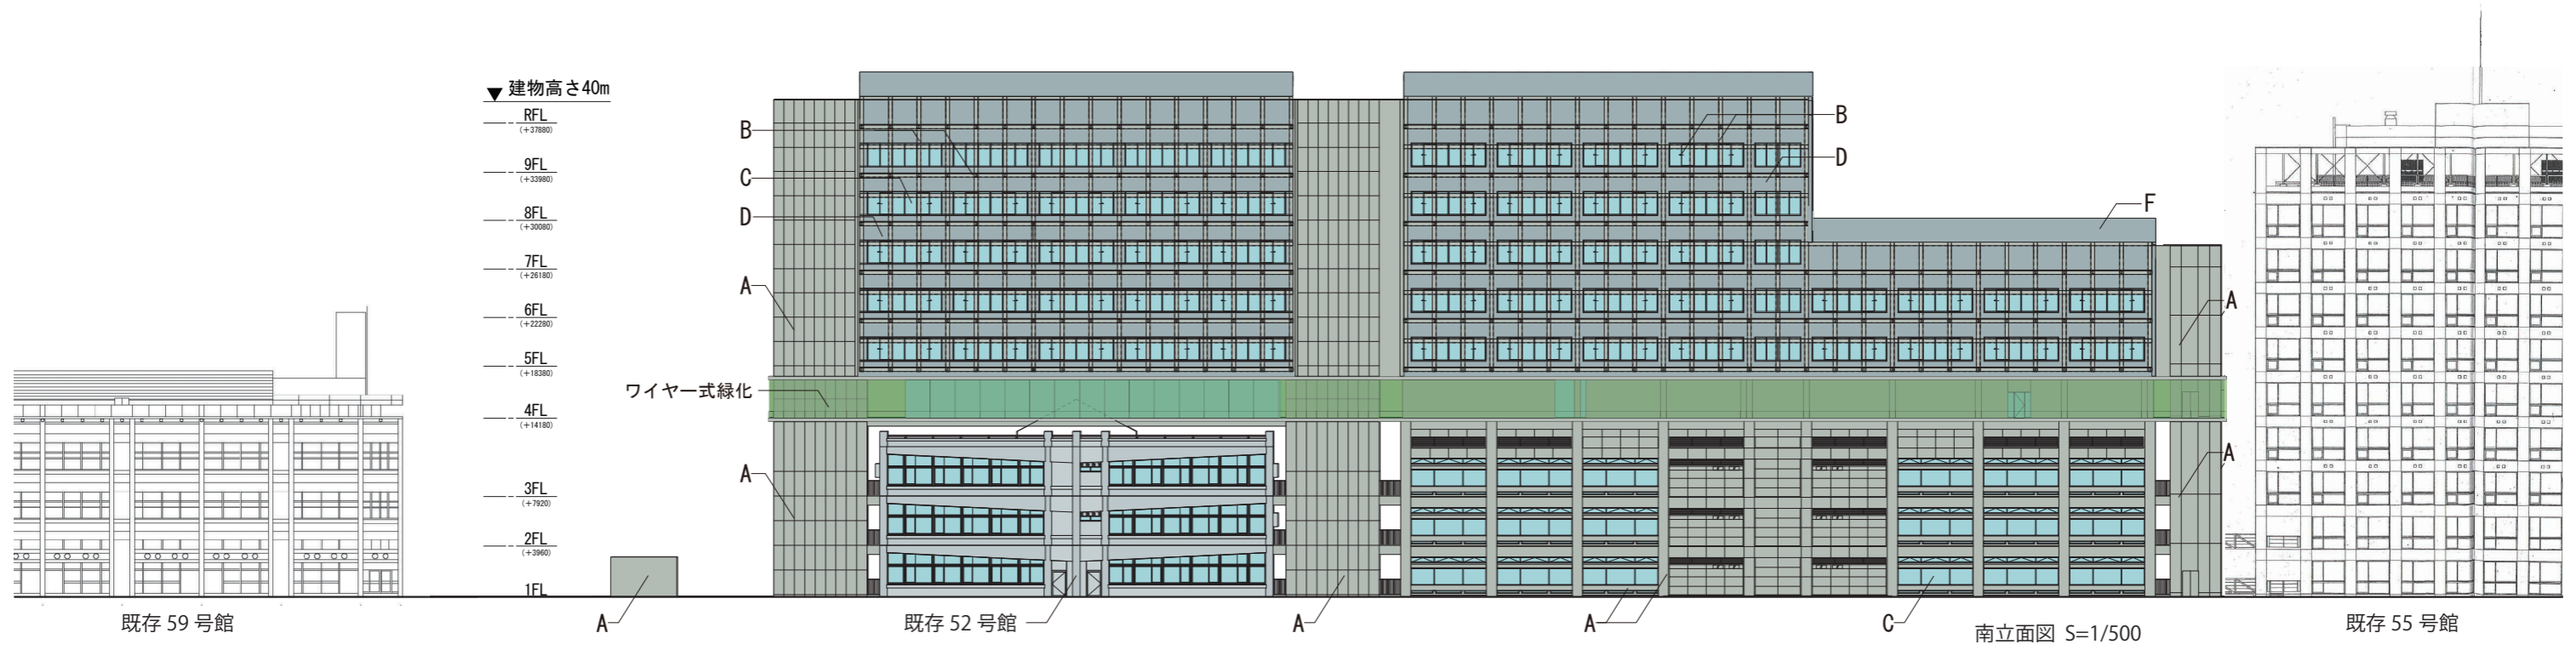 ▼ 建物高さ40m
RFL
(+37880)
9FL
(+33980)
8FL
(+30080)
7FL
(+26180)
6FL
(+22280)
5FL
(+18380)
4FL
(+14180)
3FL
(+7920)
2FL
(+3960)
1FL
B
C
D
A
ワイヤー式緑化
A
B
D
F
A
A
既存 59 号館
A
既存 52 号館
A
A
C
南立面図 S=1/500
既存 55 号館